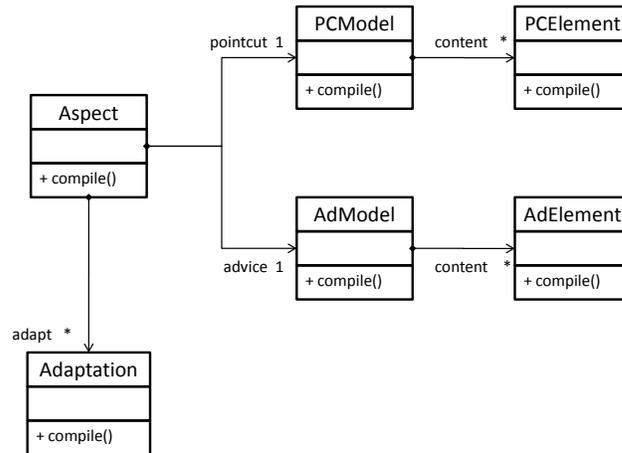 PCModel
PCElement
pointcut 1
content *
+ compile()
+ compile()
Aspect
+ compile()
AdModel
AdElement
advice 1
content *
+ compile()
+ compile()
adapt *
Adaptation
+ compile()